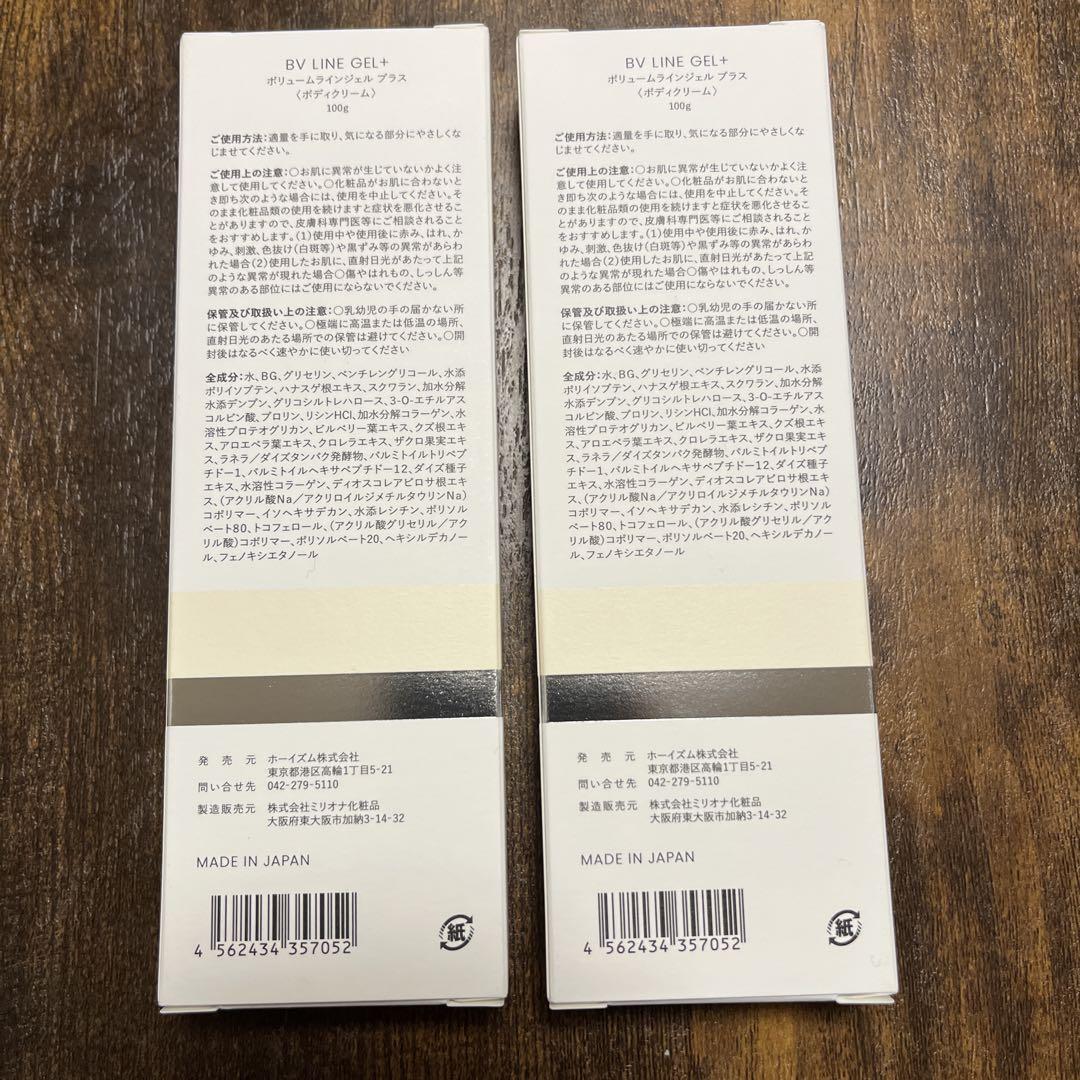 BV LINE GEL+
ボリュームラインジェル プラス
〈ボディクリーム〉
100g
ご使用方法:適量を手に取り、気になる部分にやさしくな
じませてください。
ご使用上の注意:〇お肌に異常が生じていないかよく注
意して使用してください。〇化粧品がお肌に合わないと
き即ち次のような場合には、使用を中止してください。そ
のまま化粧品類の使用を続けますと症状を悪化させるこ
とがありますので、皮膚科専門医等にご相談されること
をおすすめします。(1)使用中や使用後に赤み、はれ、か
ゆみ、刺激、色抜け(白斑等)や黒ずみ等の異常があらわ
れた場合(2)使用したお肌に、直射日光があたって上記
のような異常が現れた場合〇傷やはれもの、しっしん等
異常のある部位にはご使用にならないでください。
保管及び取扱い上の注意:〇乳幼児の手の届かない所
に保管してください。〇極端に高温または低温の場所、
直射日光のあたる場所での保管は避けてください。〇開
封後はなるべく速やかに使い切ってください
全成分:水、BG、グリセリン、ペンチレングリコール、水添
ポリイソブテン、ハナスゲ根エキス、スクワラン、加水分解
水添デンプン、グリコシルトレハロース、3-O-エチルアス
コルビン酸、プロリン、リシンHCl、加水分解コラーゲン、水
溶性プロテオグリカン、ビルベリー葉エキス、クズ根エキ
ス、アロエベラ葉エキス、クロレラエキス、ザクロ果実エキ
ス、ラネラ/ダイズタンパク発酵物、パルミトイルトリペプ
チドー1、パルミトイルヘキサペプチドー12、ダイズ種子
エキス、水溶性コラーゲン、ディオスコレアビロサ根エキ
ス、(アクリル酸Na/アクリロイルジメチルタウリンNa)
コポリマー、イソヘキサデカン、水添レシチン、ポリソル
ベート80、トコフェロール、(アクリル酸グリセリル/アク
リル酸)コポリマー、ポリソルベート20、ヘキシルデカノー
ル、フェノキシエタノール
発売元 ホーイズム株式会社
東京都港区高輪1丁目5-21
問い合せ先 042-279-5110
製造販売元 株式会社ミリオナ化粧品
大阪府東大阪市加納3-14-32
MADE IN JAPAN
4 562434 357052
紙
BV LINE GEL+
ボリュームラインジェル プラス
〈ボディクリーム〉
100g
ご使用方法:適量を手に取り、気になる部分にやさしくな
じませてください。
ご使用上の注意:〇お肌に異常が生じていないかよく注
意して使用してください。〇化粧品がお肌に合わないと
き即ち次のような場合には、使用を中止してください。そ
のまま化粧品類の使用を続けますと症状を悪化させるこ
とがありますので、皮膚科専門医等にご相談されること
をおすすめします。(1)使用中や使用後に赤み、はれ、か
ゆみ、刺激、色抜け(白斑等)や黒ずみ等の異常があらわ
れた場合(2)使用したお肌に、直射日光があたって上記
のような異常が現れた場合〇傷やはれもの、しっしん等
異常のある部位にはご使用にならないでください。
保管及び取扱い上の注意:〇乳幼児の手の届かない所
に保管してください。〇極端に高温または低温の場所、
直射日光のあたる場所での保管は避けてください。〇開
封後はなるべく速やかに使い切ってください
全成分:水、BG、グリセリン、ペンチレングリコール、水添
ポリイソブテン、ハナスゲ根エキス、スクワラン、加水分解
水添デンプン、グリコシルトレハロース、3-O-エチルアス
コルビン酸、プロリン、リシンHCl、加水分解コラーゲン、水
溶性プロテオグリカン、ビルベリー葉エキス、クズ根エキ
ス、アロエベラ葉エキス、クロレラエキス、ザクロ果実エキ
ス、ラネラ/ダイズタンパク発酵物、パルミトイルトリペプ
チドー1、パルミトイルヘキサペプチドー12、ダイズ種子
エキス、水溶性コラーゲン、ディオスコレアビロサ根エキ
ス、(アクリル酸Na/アクリロイルジメチルタウリンNa)
コポリマー、イソヘキサデカン、水添レシチン、ポリソル
ベート80、トコフェロール、(アクリル酸グリセリル/アク
リル酸)コポリマー、ポリソルベート20、ヘキシルデカノー
ル、フェノキシエタノール
発売元 ホーイズム株式会社
東京都港区高輪1丁目5-21
問い合せ先 042-279-5110
製造販売元 株式会社ミリオナ化粧品
大阪府東大阪市加納3-14-32
MADE IN JAPAN
4 562434 357052
紙